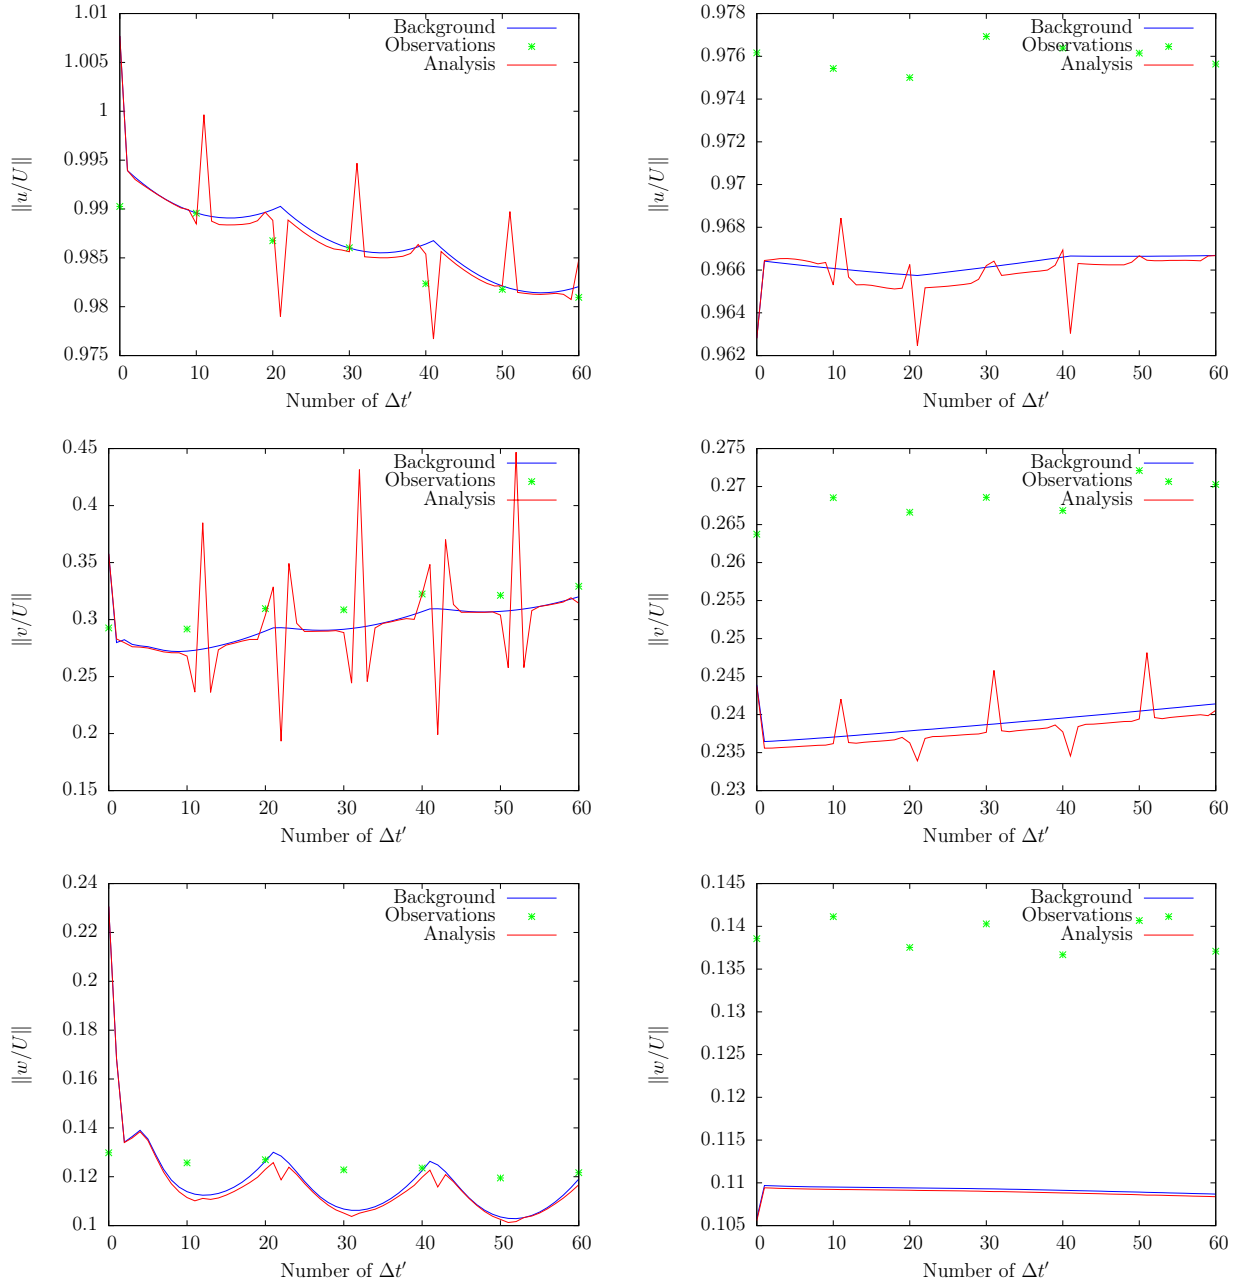 1.01
1.005
1
0.995
0.99
0.985
0.98
0.975
0 10 20 30 40 50 60
‖u/U‖
Number of Δt′
Background
Observations
Analysis
0.978
0.976
0.974
0.972
0.97
0.968
0.966
0.964
0.962
0 10 20 30 40 50 60
‖u/U‖
Number of Δt′
Background
Observations
Analysis
0.45
0.4
0.35
0.3
0.25
0.2
0.15
0 10 20 30 40 50 60
‖v/U‖
Number of Δt′
Background
Observations
Analysis
0.275
0.27
0.265
0.26
0.255
0.25
0.245
0.24
0.235
0.23
0 10 20 30 40 50 60
‖v/U‖
Number of Δt′
Background
Observations
Analysis
0.24
0.22
0.2
0.18
0.16
0.14
0.12
0.1
0 10 20 30 40 50 60
‖w/U‖
Number of Δt′
Background
Observations
Analysis
0.145
0.14
0.135
0.13
0.125
0.12
0.115
0.11
0.105
0 10 20 30 40 50 60
‖w/U‖
Number of Δt′
Background
Observations
Analysis